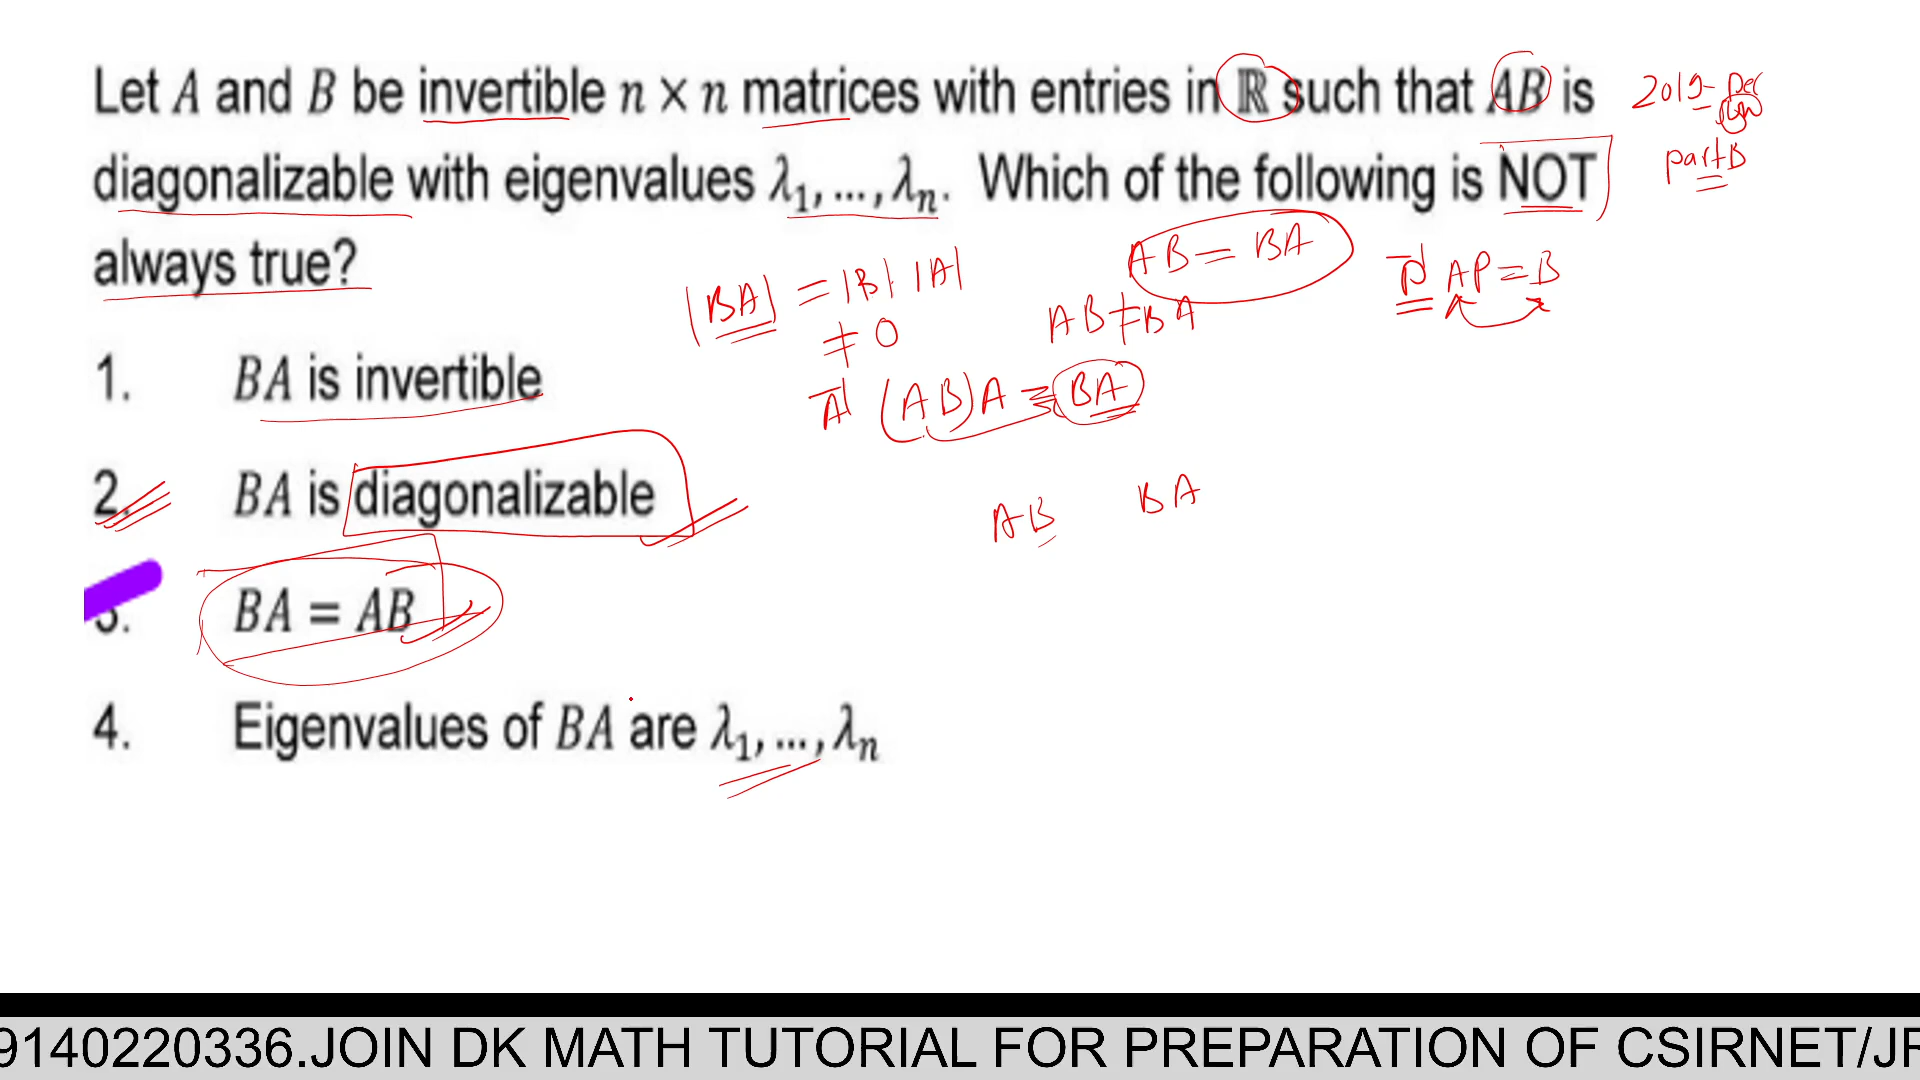 Let A and B be invertible n × n matrices with entries in ℝ such that AB is
diagonalizable with eigenvalues λ₁, ..., λₙ. Which of the following is NOT
always true?
1. BA is invertible
2. BA is diagonalizable
3. BA = AB
4. Eigenvalues of BA are λ₁, ..., λₙ
2019- Dec
part B
|BA| = |B| |A|
≠ 0
AB = BA
AB ≠ BA
P⁻¹ AP = B
A⁻¹ (AB)A = BA
AB BA
9140220336.JOIN DK MATH TUTORIAL FOR PREPARATION OF CSIRNET/JR